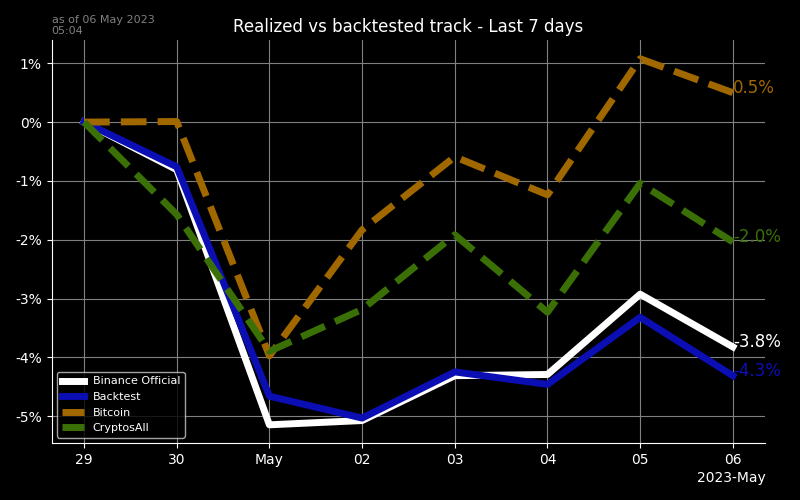 as of 06 May 2023
05:04
Realized vs backtested track - Last 7 days
1%
0%
-1%
-2%
-3%
-4%
-5%
0.5%
-2.0%
-3.8%
-4.3%
Binance Official
Backtest
Bitcoin
CryptosAll
29 30 May 02 03 04 05 06
2023-May